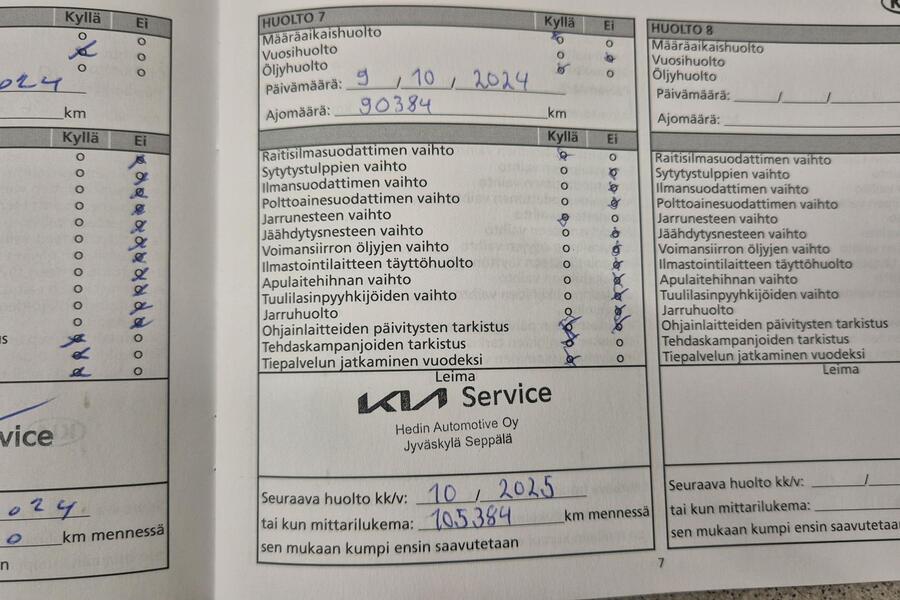 Kyllä Ei
2024
km
Kyllä Ei
vice
024
0 km mennessä
n
HUOLTO 7 Kyllä Ei
Määräaikaishuolto
Vuosihuolto
Öljyhuolto
Päivämäärä: 9 / 10 / 2024
Ajomäärä: 90384 km
Kyllä Ei
Raitisilmasuodattimen vaihto
Sytytystulppien vaihto
Ilmansuodattimen vaihto
Polttoainesuodattimen vaihto
Jarrunesteen vaihto
Jäähdytysnesteen vaihto
Voimansiirron öljyjen vaihto
Ilmastointilaitteen täyttöhuolto
Apulaitehihnan vaihto
Tuulilasinpyyhkijöiden vaihto
Jarruhuolto
Ohjainlaitteiden päivitysten tarkistus
Tehdaskampanjoiden tarkistus
Tiepalvelun jatkaminen vuodeksi
Leima
KIA Service
Hedin Automotive Oy
Jyväskylä Seppälä
Seuraava huolto kk/v: 10 / 2025
tai kun mittarilukema: 105384 km mennessä
sen mukaan kumpi ensin saavutetaan
7
HUOLTO 8
Määräaikaishuolto
Vuosihuolto
Öljyhuolto
Päivämäärä: / /
Ajomäärä:
Raitisilmasuodattimen vaihto
Sytytystulppien vaihto
Ilmansuodattimen vaihto
Polttoainesuodattimen vaihto
Jarrunesteen vaihto
Jäähdytysnesteen vaihto
Voimansiirron öljyjen vaihto
Ilmastointilaitteen täyttöhuolto
Apulaitehihnan vaihto
Tuulilasinpyyhkijöiden vaihto
Jarruhuolto
Ohjainlaitteiden päivitysten tarkistus
Tehdaskampanjoiden tarkistus
Tiepalvelun jatkaminen vuodeksi
Leima
Seuraava huolto kk/v: /
tai kun mittarilukema:
sen mukaan kumpi ensin saavuteta